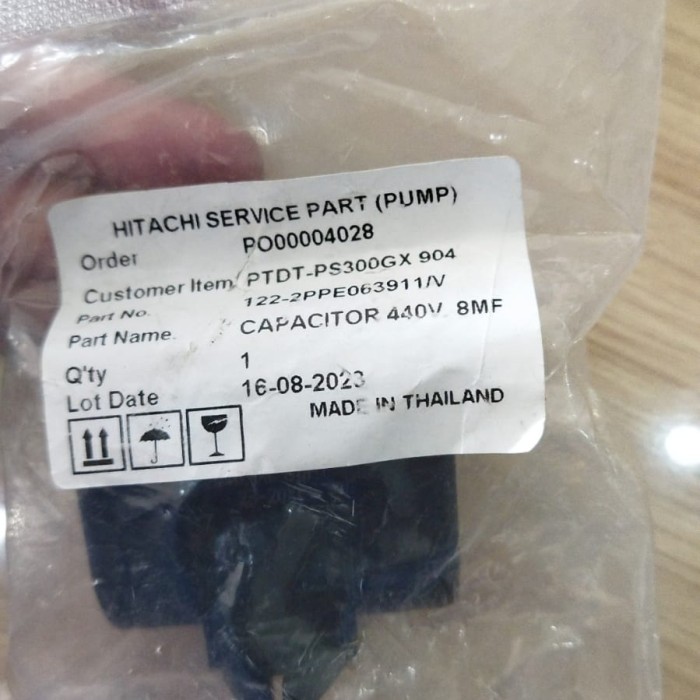 HITACHI SERVICE PART (PUMP)
Order PO00004028
Customer Item/ PTDT-PS300GX 904
Part No. 122-2PPE063911/V
Part Name. CAPACITOR 440V 8MF
Q'ty 1
Lot Date 16-08-2023
MADE IN THAILAND